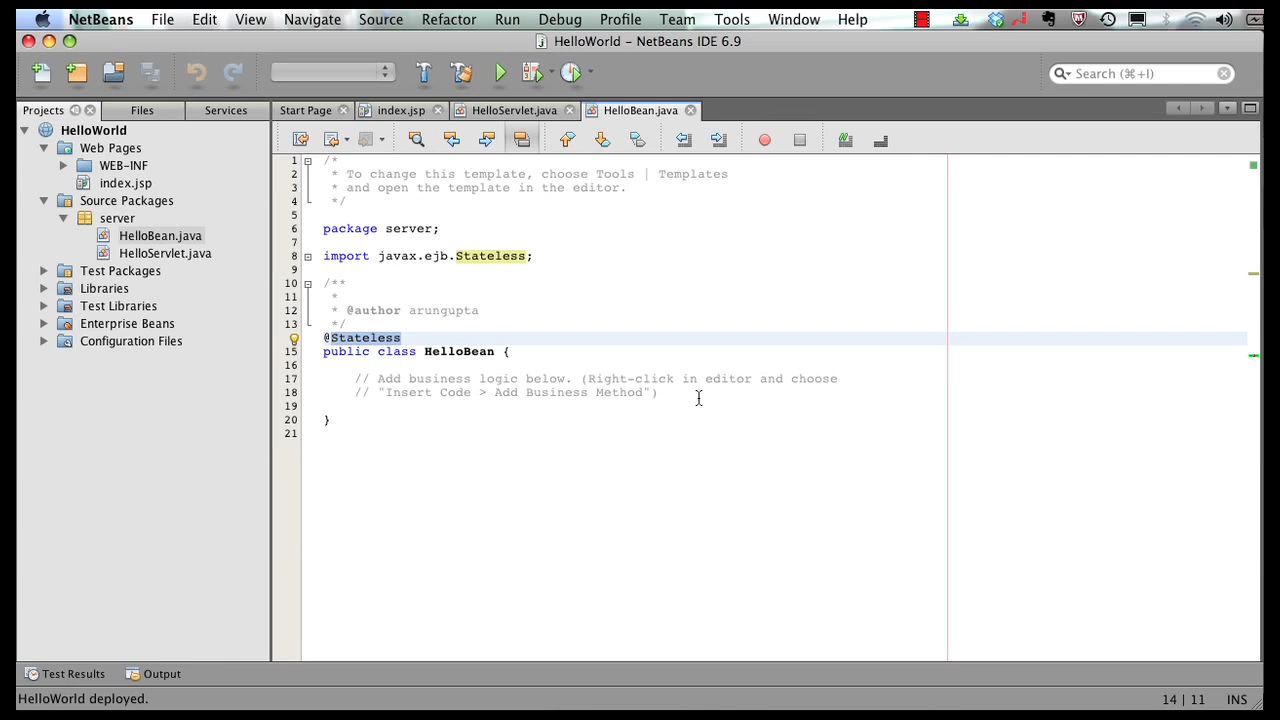 NetBeans File Edit View Navigate Source Refactor Run Debug Profile Team Tools Window Help
HelloWorld – NetBeans IDE 6.9
Search (⌘+I)
Projects Files Services
Start Page index.jsp HelloServlet.java HelloBean.java
HelloWorld
Web Pages
WEB-INF
index.jsp
Source Packages
server
HelloBean.java
HelloServlet.java
Test Packages
Libraries
Test Libraries
Enterprise Beans
Configuration Files
1 /*
2 * To change this template, choose Tools | Templates
3 * and open the template in the editor.
4 */
5
6 package server;
7
8 import javax.ejb.Stateless;
9
10 /**
11 *
12 * @author arungupta
13 */
@Stateless
15 public class HelloBean {
16
17 // Add business logic below. (Right-click in editor and choose
18 // "Insert Code > Add Business Method")
19
20 }
21
Test Results Output
HelloWorld deployed.
14 | 11 INS